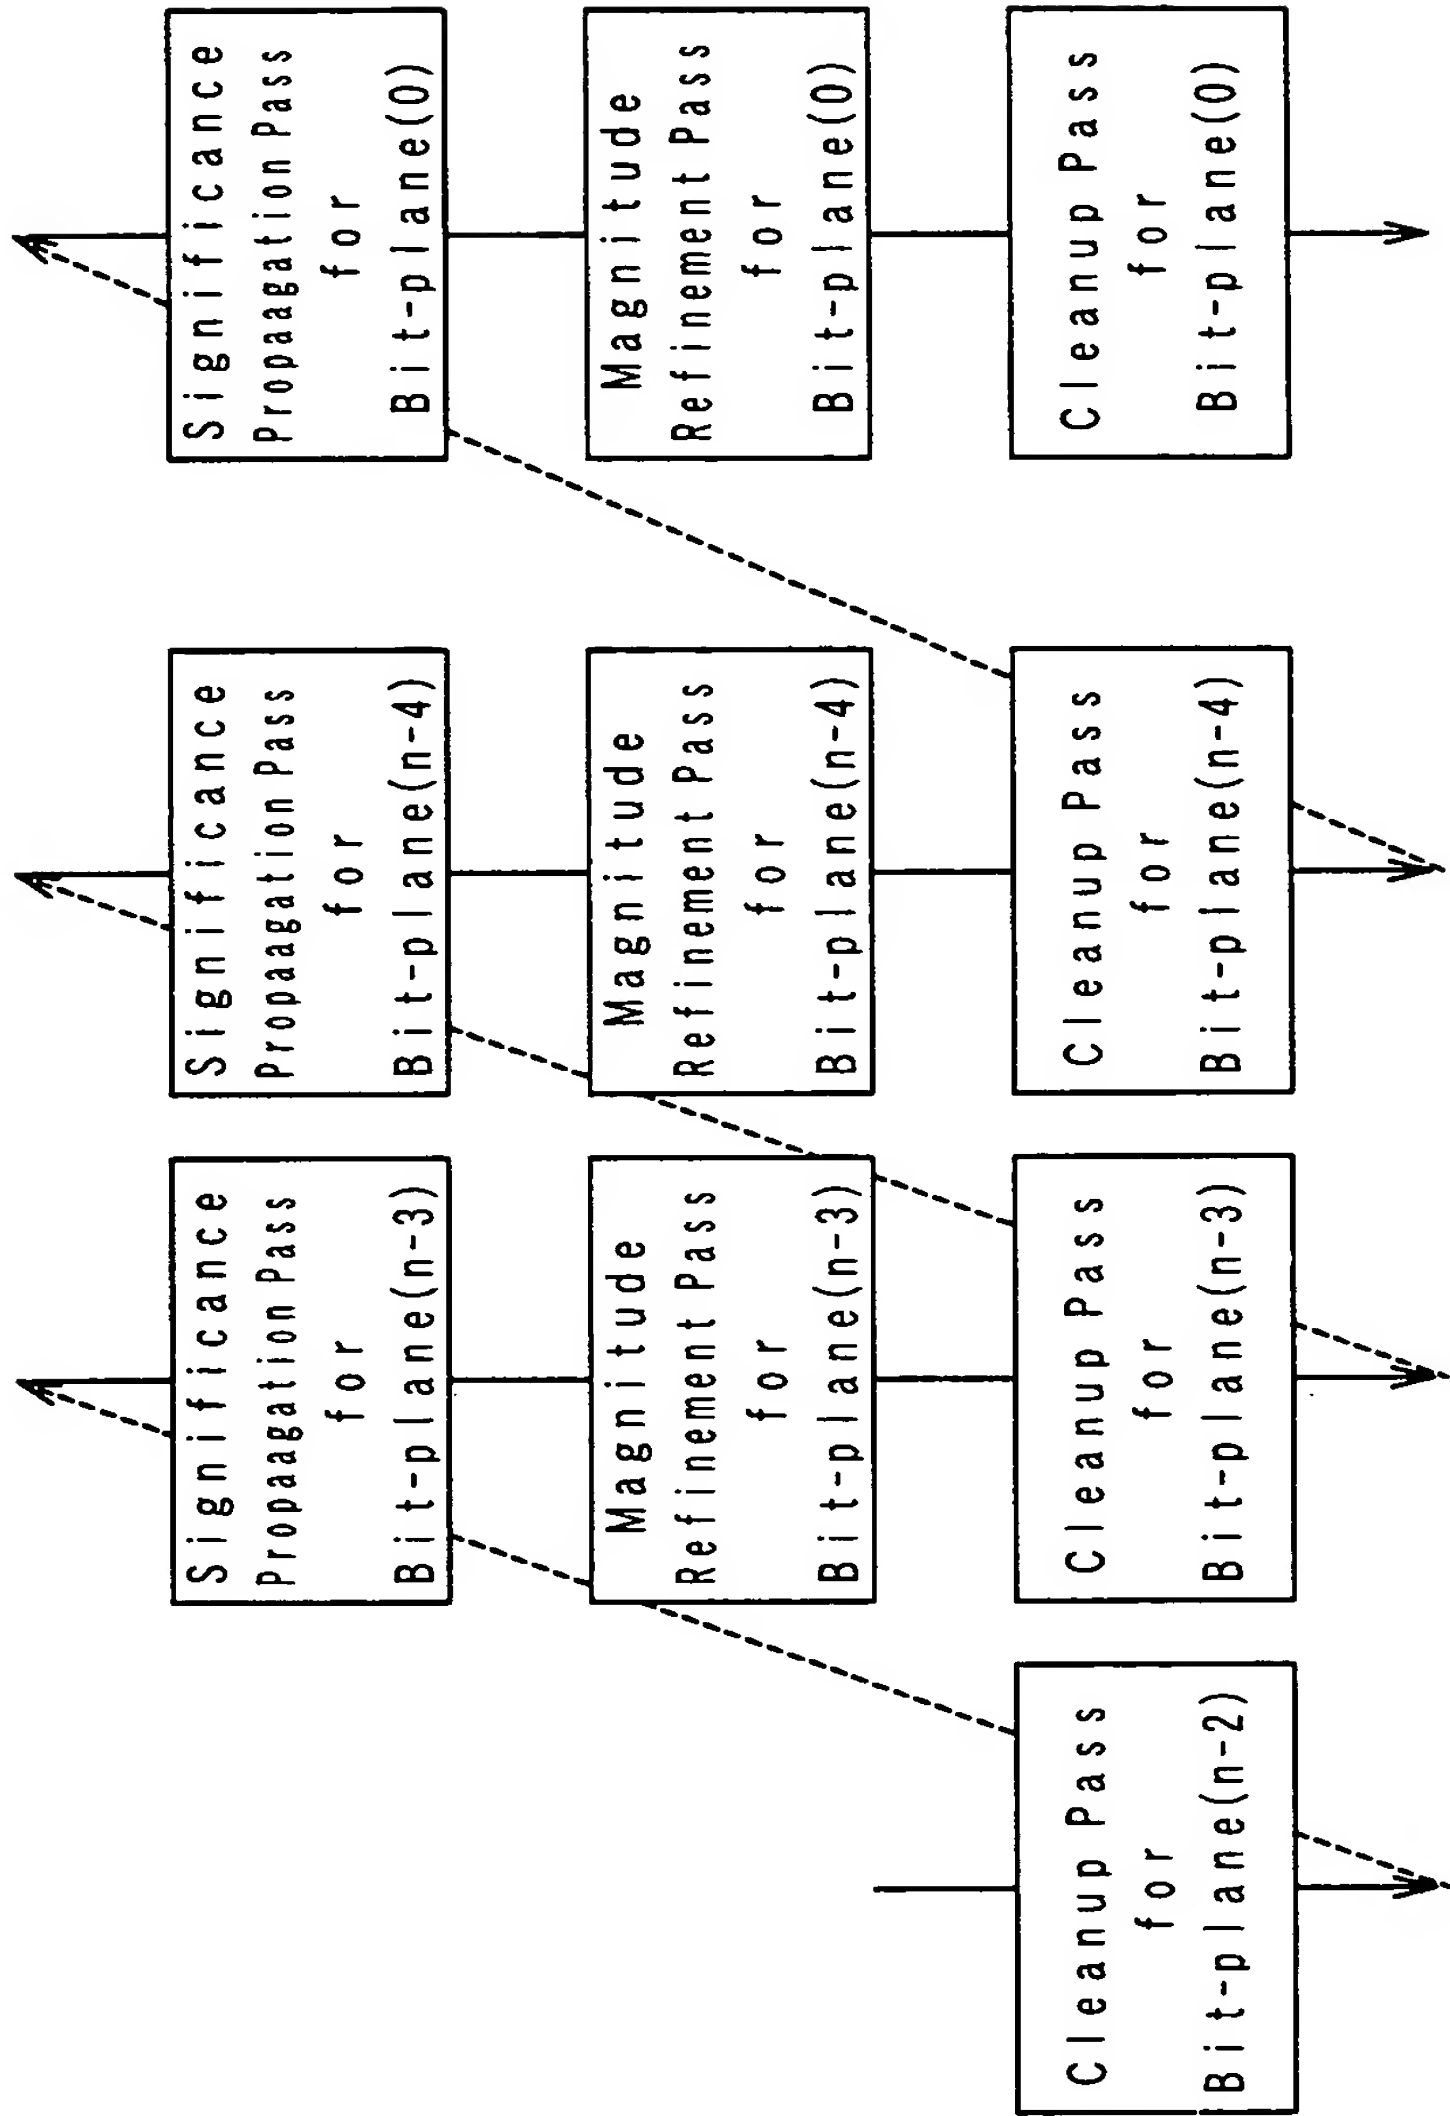 Significance
Propaagation Pass
for
Bit-plane(n-3)
Significance
Propaagation Pass
for
Bit-plane(n-4)
Significance
Propaagation Pass
for
Bit-plane(0)
Magnitude
Refinement Pass
for
Bit-plane(n-3)
Magnitude
Refinement Pass
for
Bit-plane(n-4)
Magnitude
Refinement Pass
for
Bit-plane(0)
Cleanup Pass
for
Bit-plane(n-2)
Cleanup Pass
for
Bit-plane(n-3)
Cleanup Pass
for
Bit-plane(n-4)
Cleanup Pass
for
Bit-plane(0)